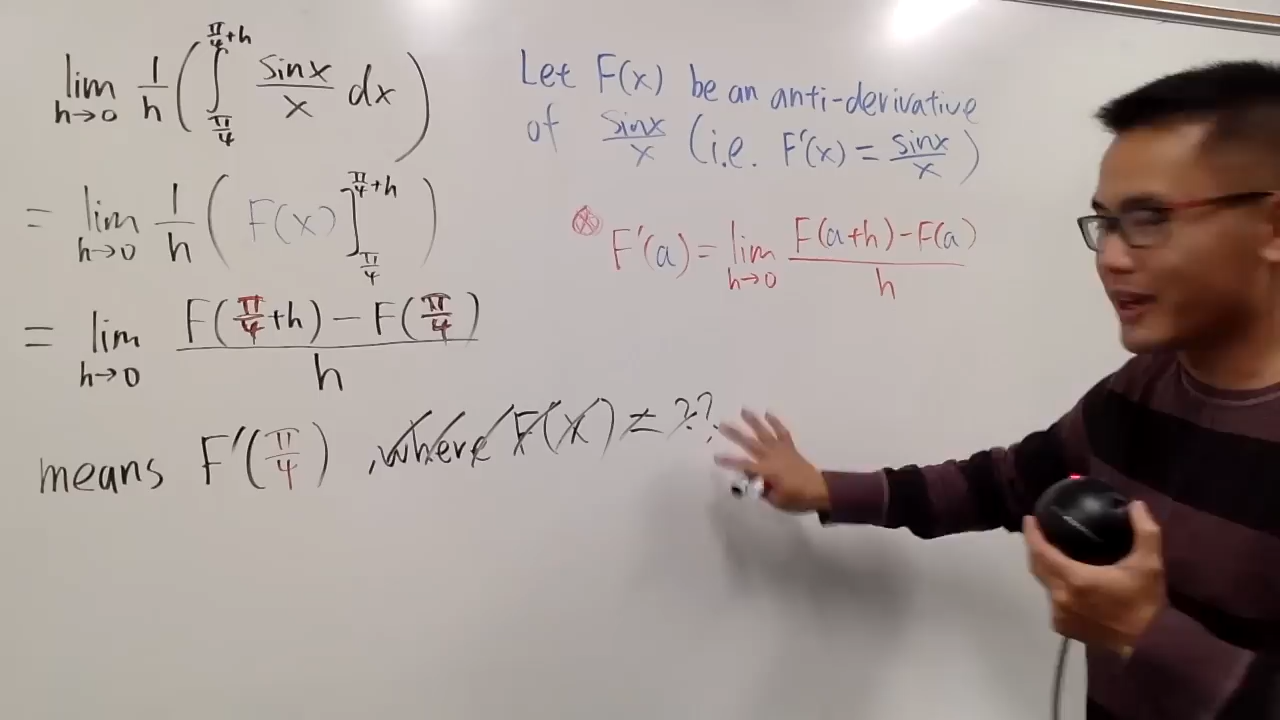 lim h→0 1/h ( ∫_{π/4}^{π/4+h} sinx/x dx )
= lim h→0 1/h ( F(x) ]_{π/4}^{π/4+h} )
= lim h→0 F(π/4+h) − F(π/4) / h
means F'(π/4) , where F(x) = ??
Let F(x) be an anti-derivative
of sinx/x (i.e. F'(x) = sinx/x )
⊛ F'(a) = lim h→0 F(a+h)−F(a) / h